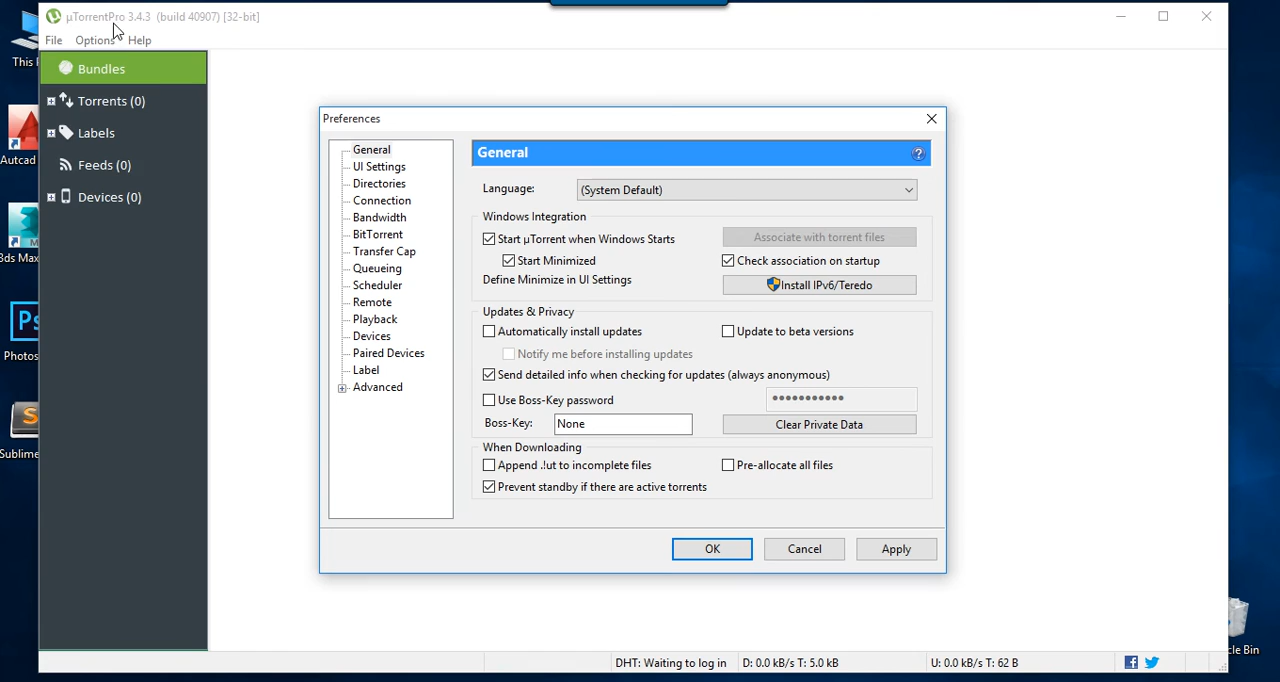 µTorrentPro 3.4.3 (build 40907) [32-bit]
File Options Help
This
Autcad
3ds Max
Ps
Photos
S
Sublime
Bundles
Torrents (0)
Labels
Feeds (0)
Devices (0)
Preferences
General
UI Settings
Directories
Connection
Bandwidth
BitTorrent
Transfer Cap
Queueing
Scheduler
Remote
Playback
Devices
Paired Devices
Label
Advanced
General
Language: (System Default)
Windows Integration
Start µTorrent when Windows Starts
Associate with torrent files
Start Minimized
Check association on startup
Define Minimize in UI Settings
Install IPv6/Teredo
Updates & Privacy
Automatically install updates
Update to beta versions
Notify me before installing updates
Send detailed info when checking for updates (always anonymous)
Use Boss-Key password
Boss-Key: None
Clear Private Data
When Downloading
Append .!ut to incomplete files
Pre-allocate all files
Prevent standby if there are active torrents
OK Cancel Apply
DHT: Waiting to log in
D: 0.0 kB/s T: 5.0 kB
U: 0.0 kB/s T: 62 B
cle Bin